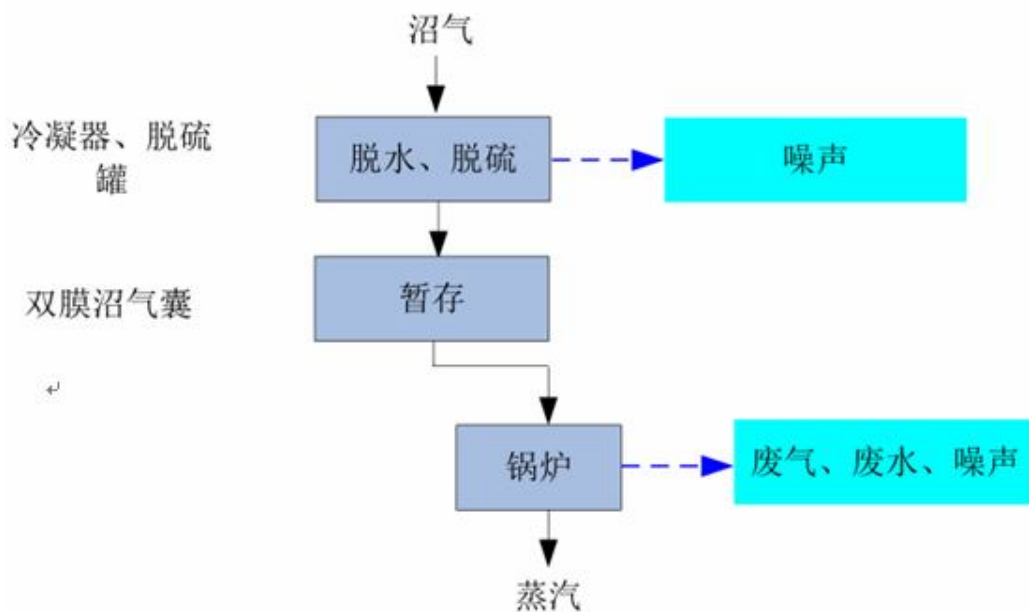 沼气
冷凝器、脱硫
罐
脱水、脱硫
噪声
双膜沼气囊
暂存
锅炉
废气、废水、噪声
蒸汽